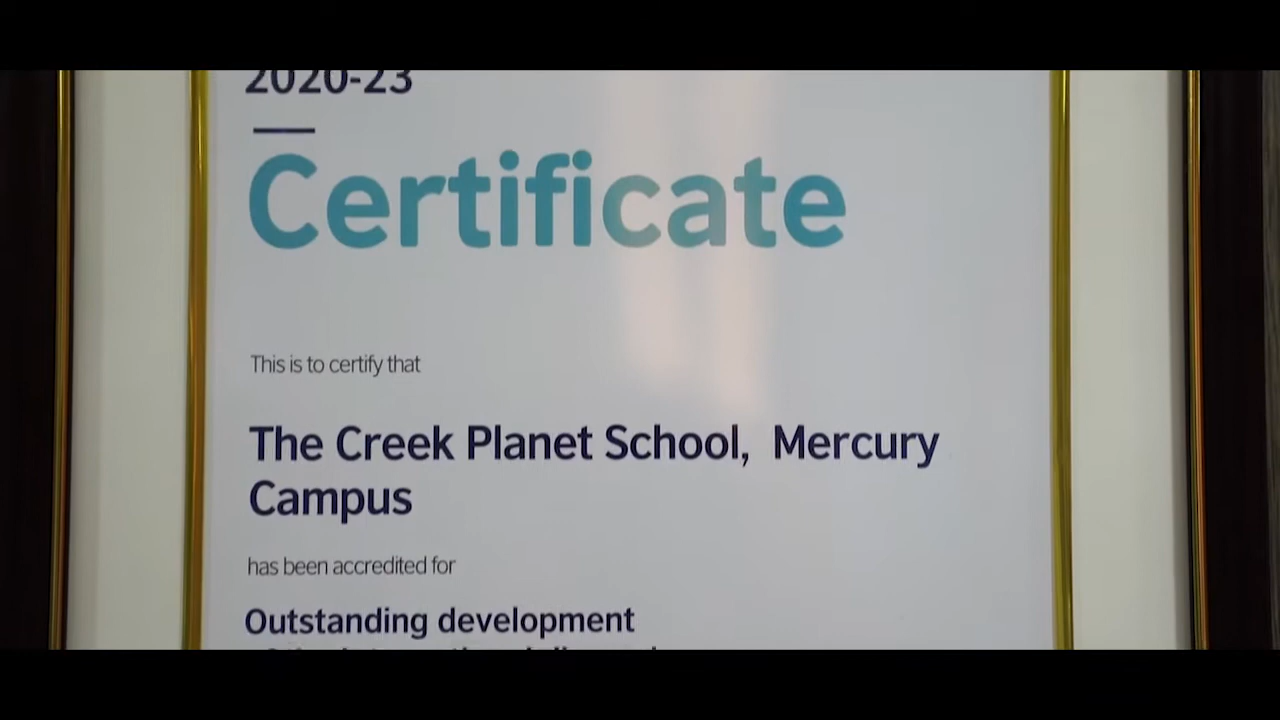 2020-23
Certificate
This is to certify that
The Creek Planet School, Mercury
Campus
has been accredited for
Outstanding development